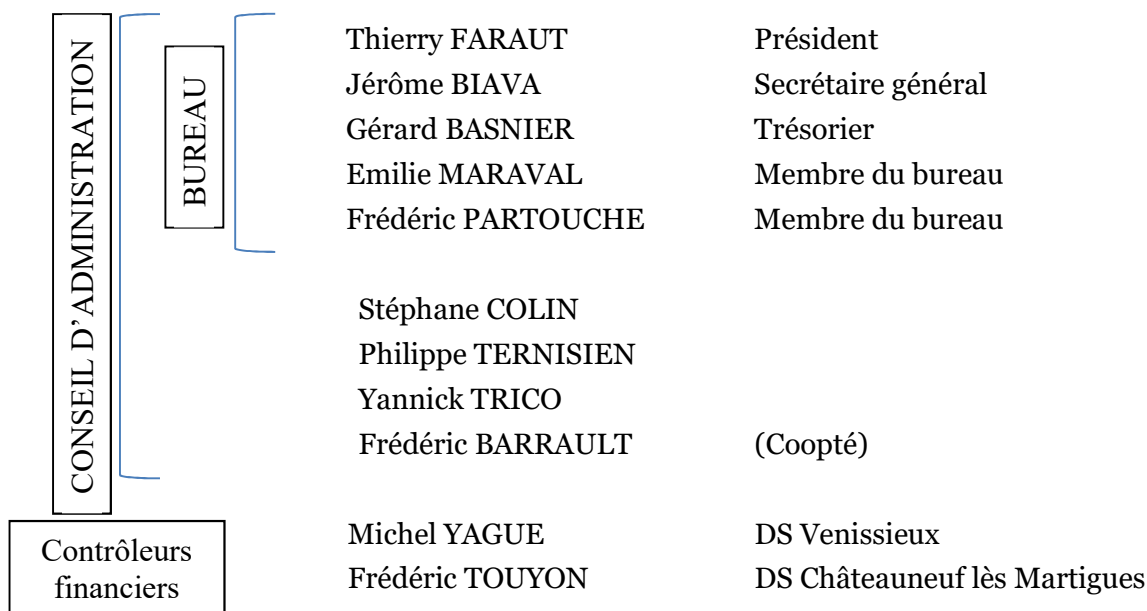 CONSEIL D’ADMINISTRATION
BUREAU
Thierry FARAUT Président
Jérôme BIAVA Secrétaire général
Gérard BASNIER Trésorier
Emilie MARAVAL Membre du bureau
Frédéric PARTOUCHE Membre du bureau
Stéphane COLIN
Philippe TERNISIEN
Yannick TRICO
Frédéric BARRAULT (Coopté)
Contrôleurs
financiers
Michel YAGUE DS Venissieux
Frédéric TOUYON DS Châteauneuf lès Martigues